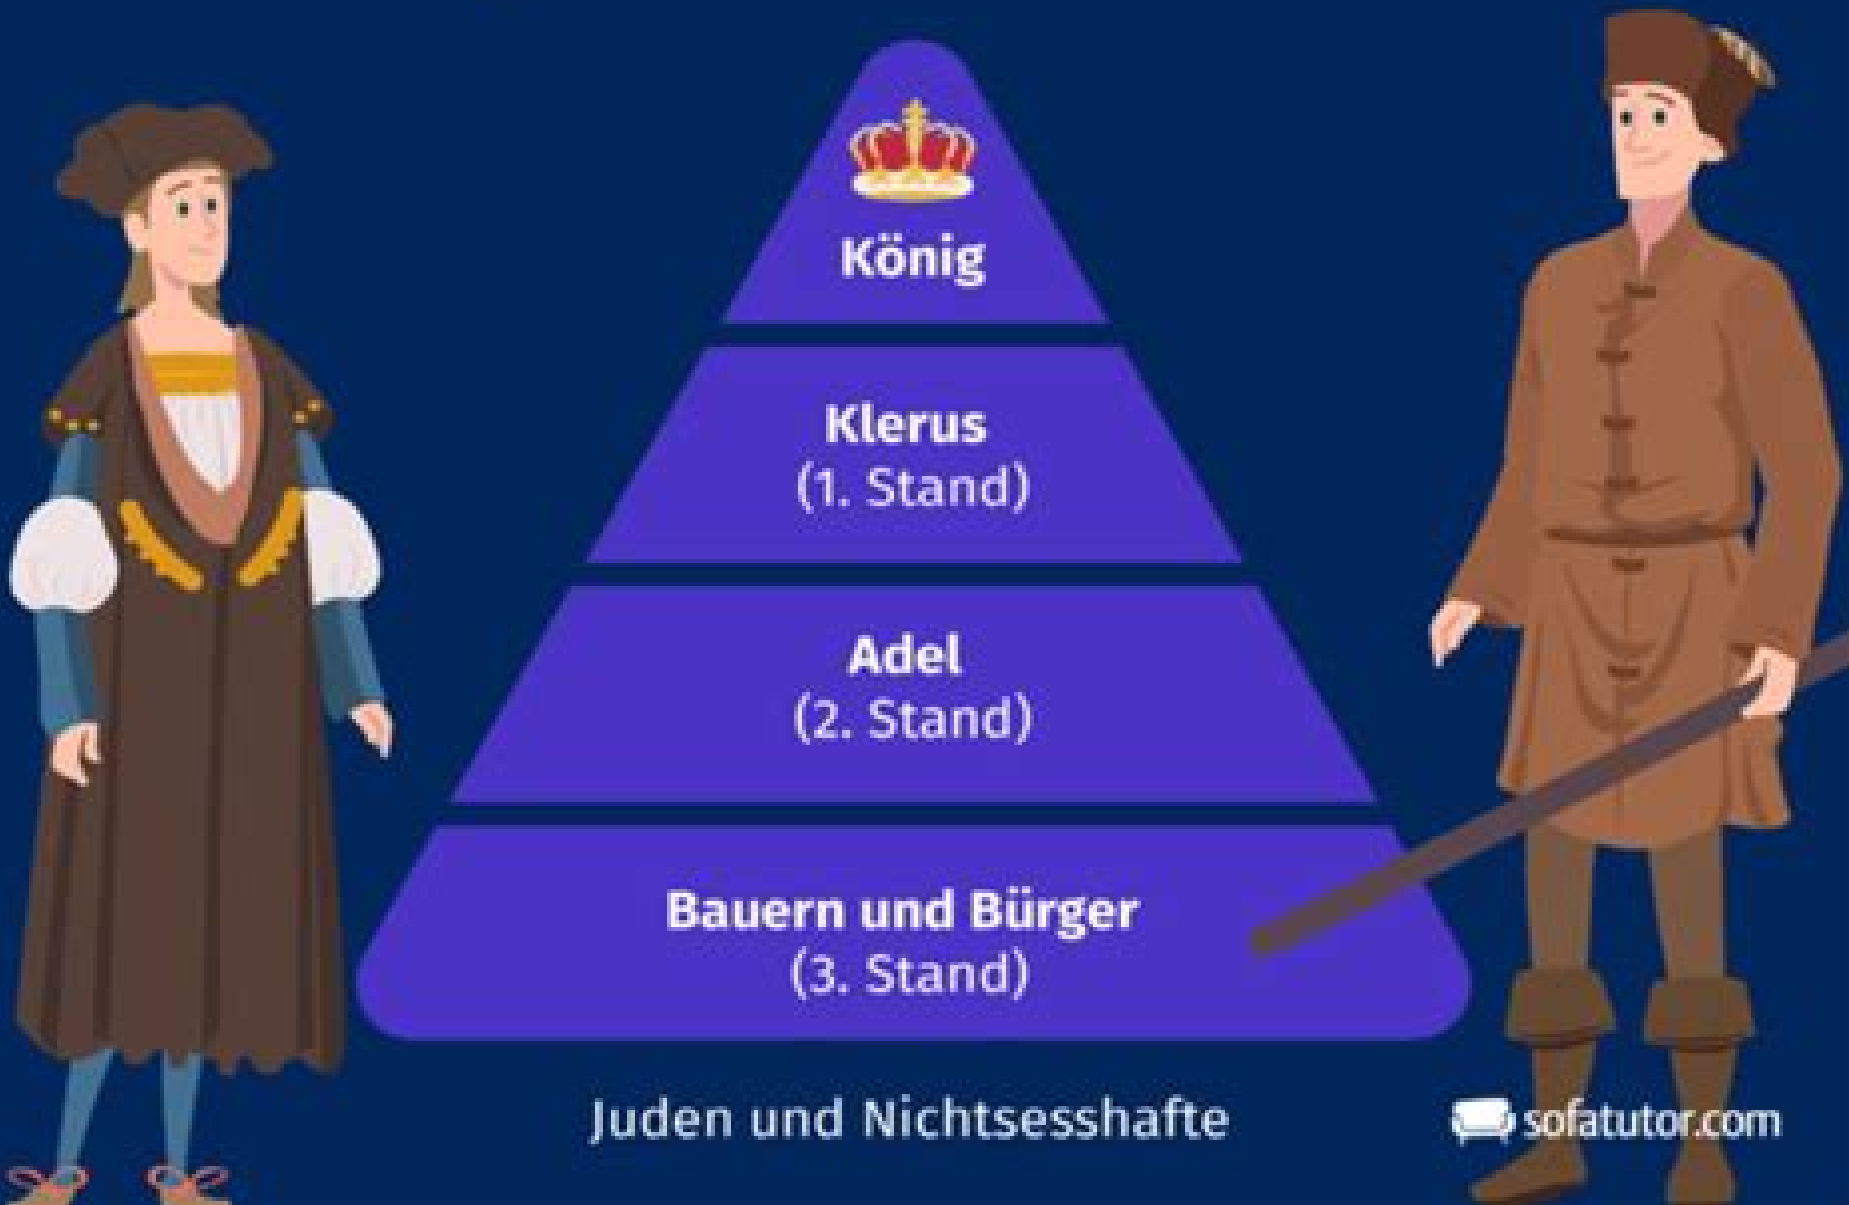 König
Klerus
(1. Stand)
Adel
(2. Stand)
Bauern und Bürger
(3. Stand)
Juden und Nichtsesshafte
sofatutor.com